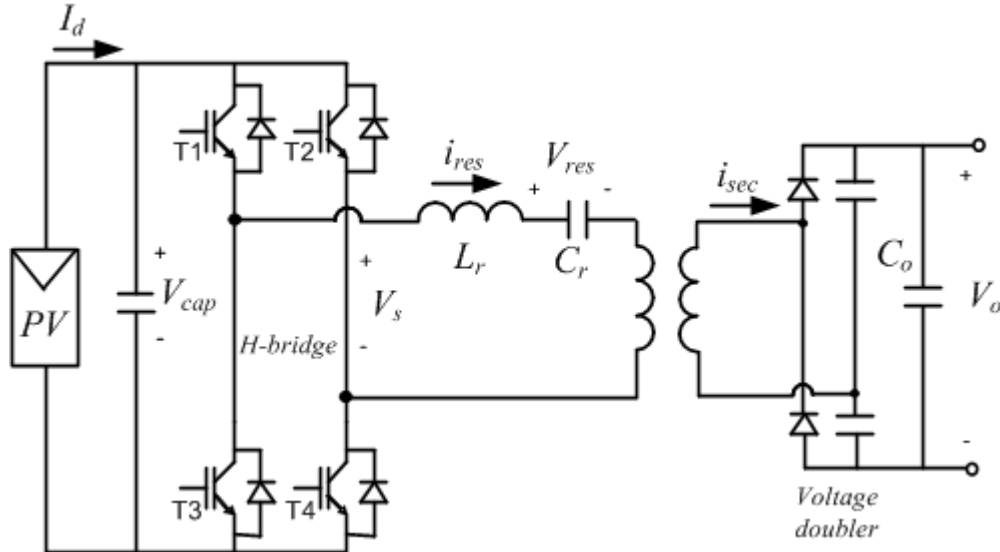 I_d
T1
T2
i_res
V_res
+ -
i_sec
+
PV
+
V_cap
-
L_r
C_r
+
V_s
-
C_o
V_o
H-bridge
T3
T4
-
Voltage
doubler